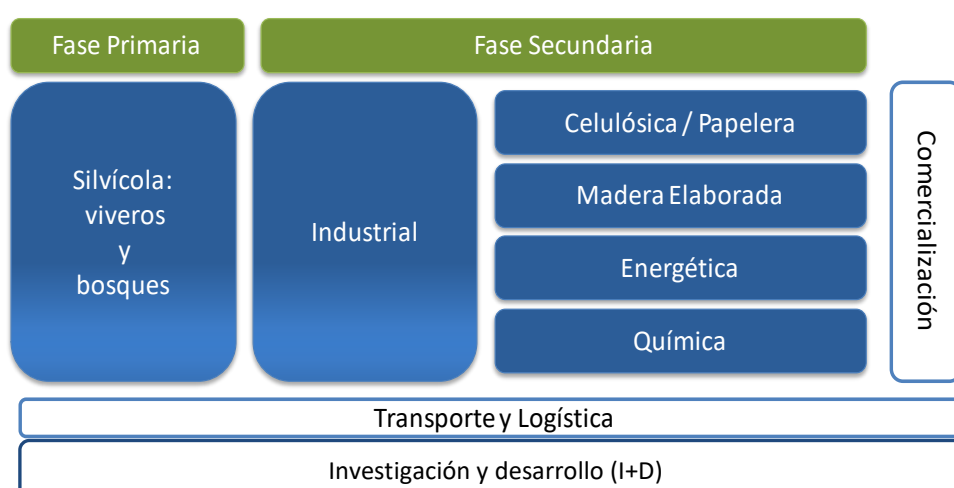 Fase Primaria
Fase Secundaria
Silvícola:
viveros
y
bosques
Industrial
Celulósica / Papelera
Madera Elaborada
Energética
Química
Comercialización
Transporte y Logística
Investigación y desarrollo (I+D)